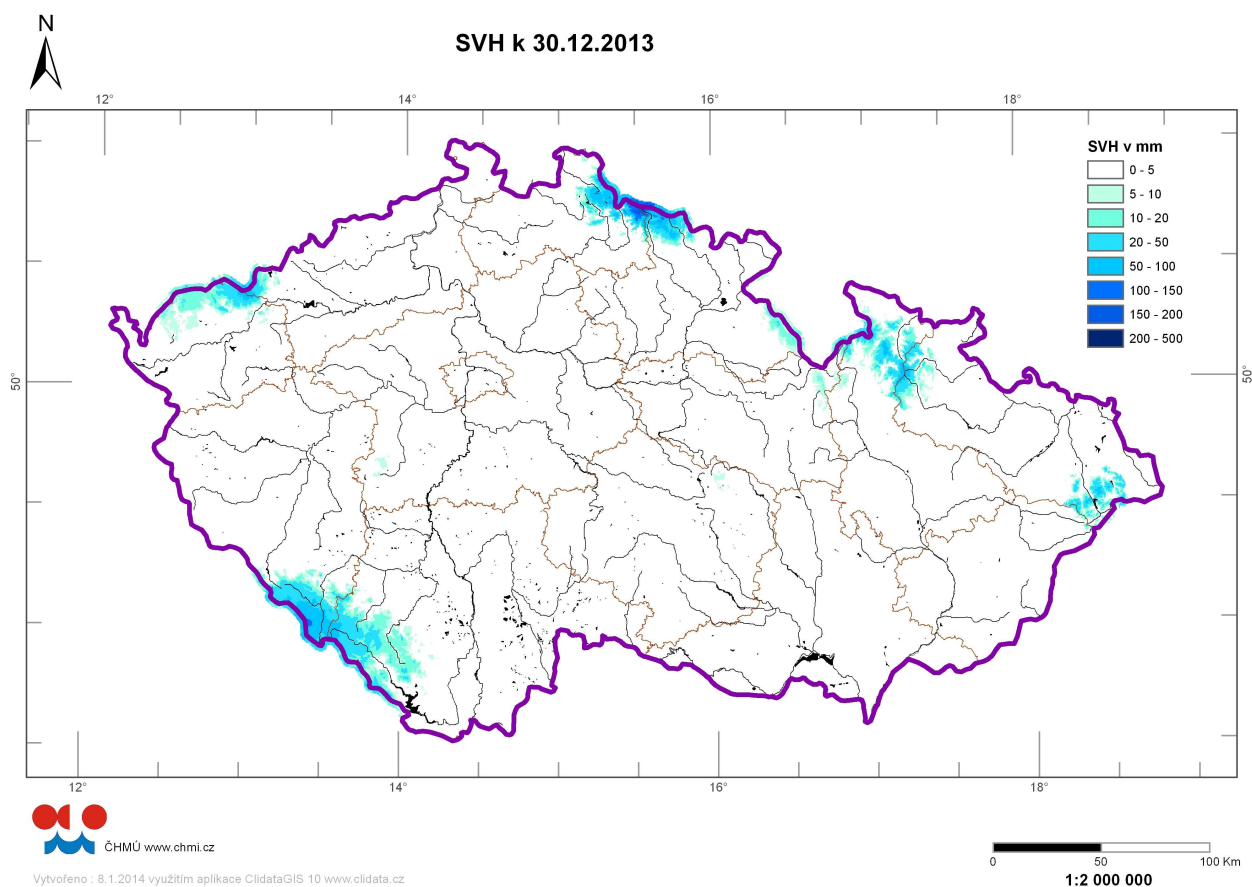 N
SVH k 30.12.2013
12° 14° 16° 18°
SVH v mm
0 - 5
5 - 10
10 - 20
20 - 50
50 - 100
100 - 150
150 - 200
200 - 500
50° 50°
12° 14° 16° 18°
ČHMÚ www.chmi.cz
0 50 100 Km
1:2 000 000
Vytvořeno : 8.1.2014 využitím aplikace ClidataGIS 10 www.clidata.cz